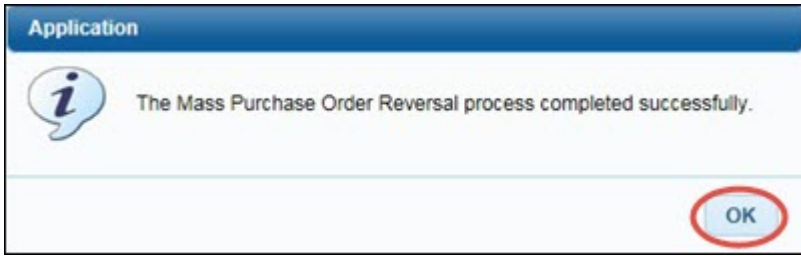 Application
The Mass Purchase Order Reversal process completed successfully.
OK